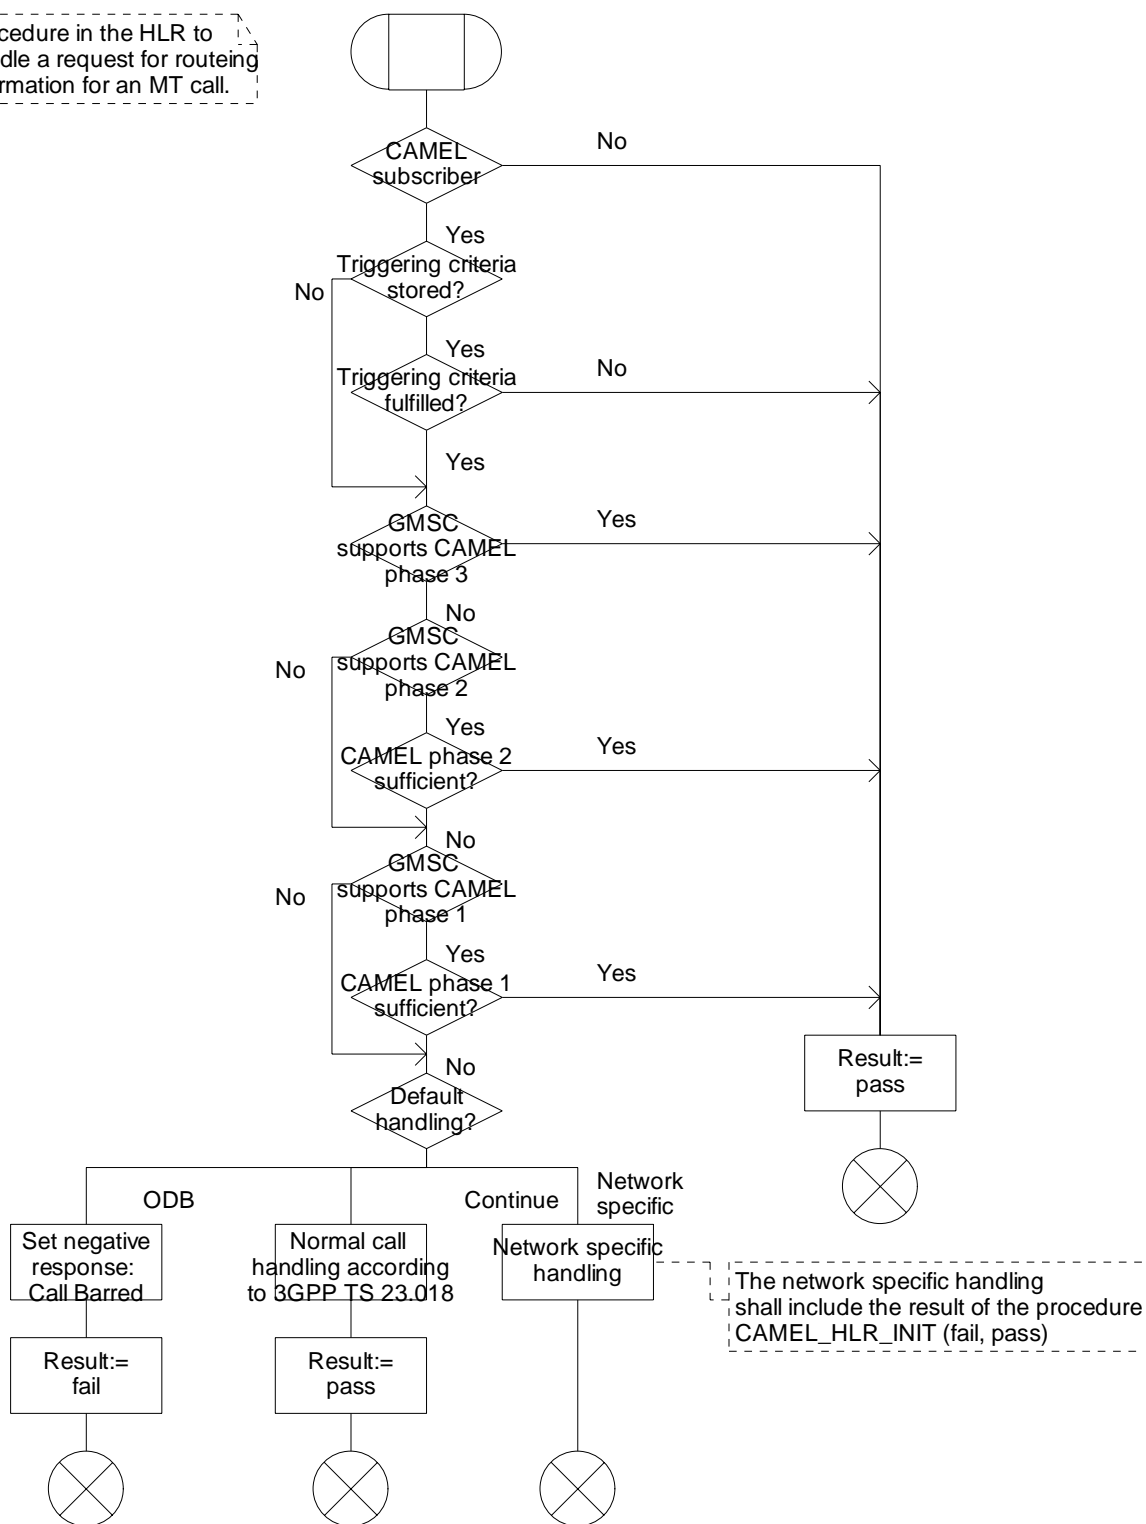 cedure in the HLR to
dle a request for routeing
rmation for an MT call.
CAMEL
subscriber
No
Yes
Triggering criteria
stored?
No
Yes
Triggering criteria
fulfilled?
No
Yes
GMSC
supports CAMEL
phase 3
Yes
No
GMSC
supports CAMEL
phase 2
No
Yes
CAMEL phase 2
sufficient?
Yes
No
GMSC
supports CAMEL
phase 1
No
Yes
CAMEL phase 1
sufficient?
Yes
No
Result:=
pass
Default
handling?
ODB
Continue
Network
specific
Set negative
response:
Call Barred
Normal call
handling according
to 3GPP TS 23.018
Network specific
handling
The network specific handling
shall include the result of the procedure
CAMEL_HLR_INIT (fail, pass)
Result:=
fail
Result:=
pass